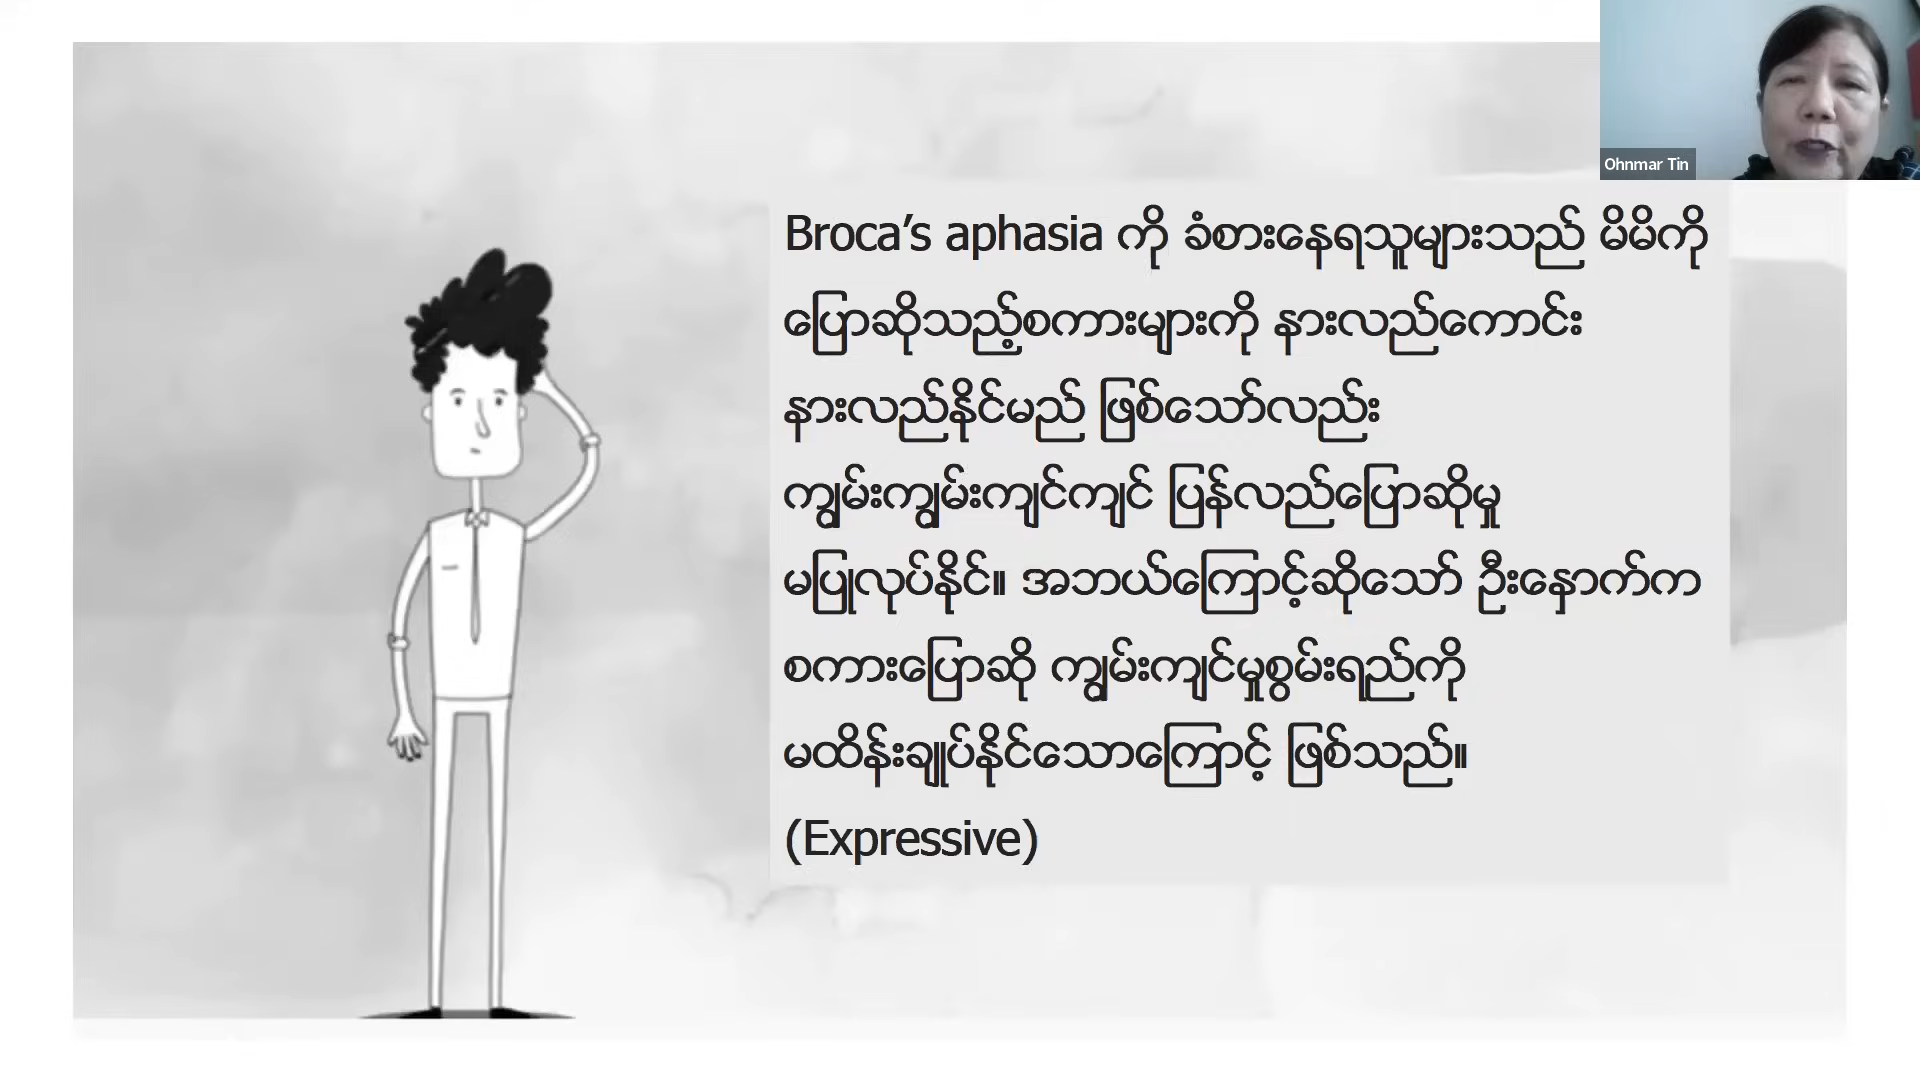 Ohnmar Tin
Broca’s aphasia ကို ခံစားနေရသူများသည် မိမိကို
ပြောဆိုသည့်စကားများကို နားလည်ကောင်း
နားလည်နိုင်မည် ဖြစ်သော်လည်း
ကျွမ်းကျွမ်းကျင်ကျင် ပြန်လည်ပြောဆိုမှု
မပြုလုပ်နိုင်။ အဘယ်ကြောင့်ဆိုသော် ဦးနှောက်က
စကားပြောဆို ကျွမ်းကျင်မှုစွမ်းရည်ကို
မထိန်းချုပ်နိုင်သောကြောင့် ဖြစ်သည်။
(Expressive)